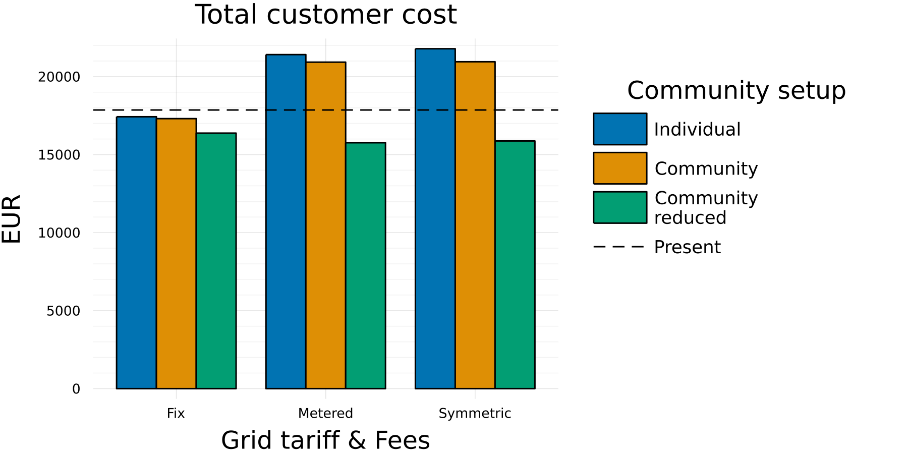 Total customer cost
EUR
20000
15000
10000
5000
0
Fix
Metered
Symmetric
Grid tariff & Fees
Community setup
Individual
Community
Community
reduced
Present